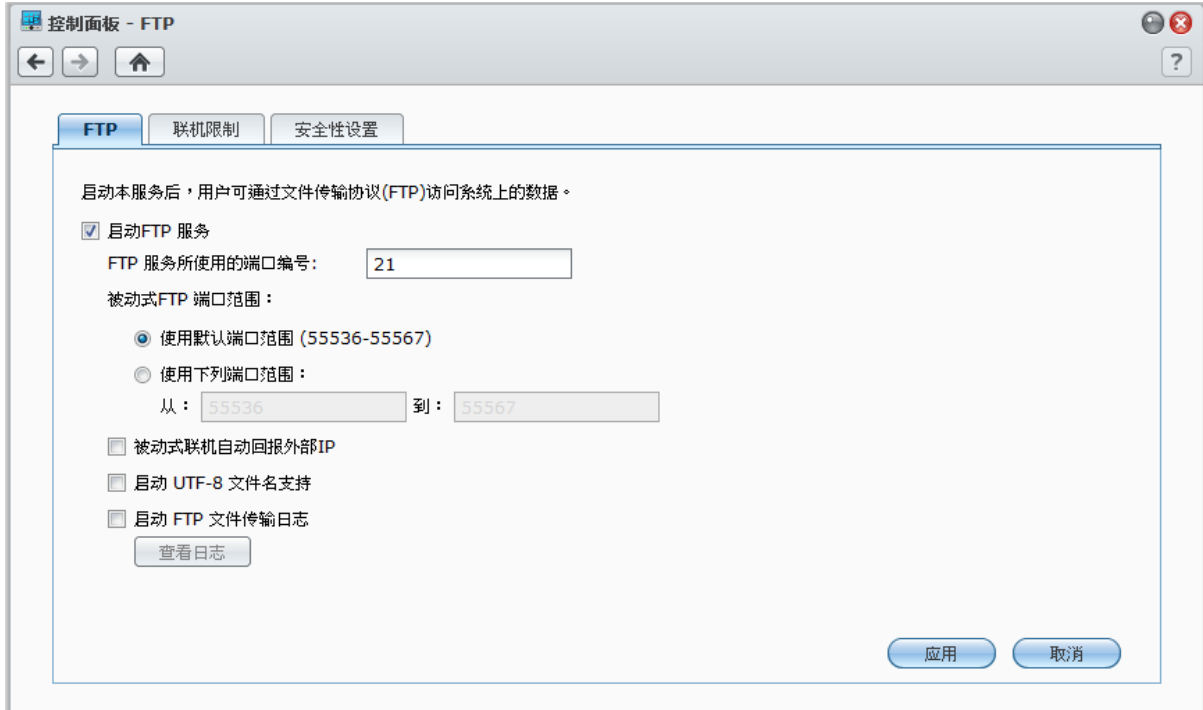 控制面板 - FTP
?
FTP 联机限制 安全性设置
启动本服务后，用户可通过文件传输协议(FTP)访问系统上的数据。
启动FTP 服务
FTP 服务所使用的端口编号: 21
被动式FTP 端口范围：
使用默认端口范围 (55536-55567)
使用下列端口范围：
从： 55536 到： 55567
被动式联机自动回报外部IP
启动 UTF-8 文件名支持
启动 FTP 文件传输日志
查看日志
应用 取消